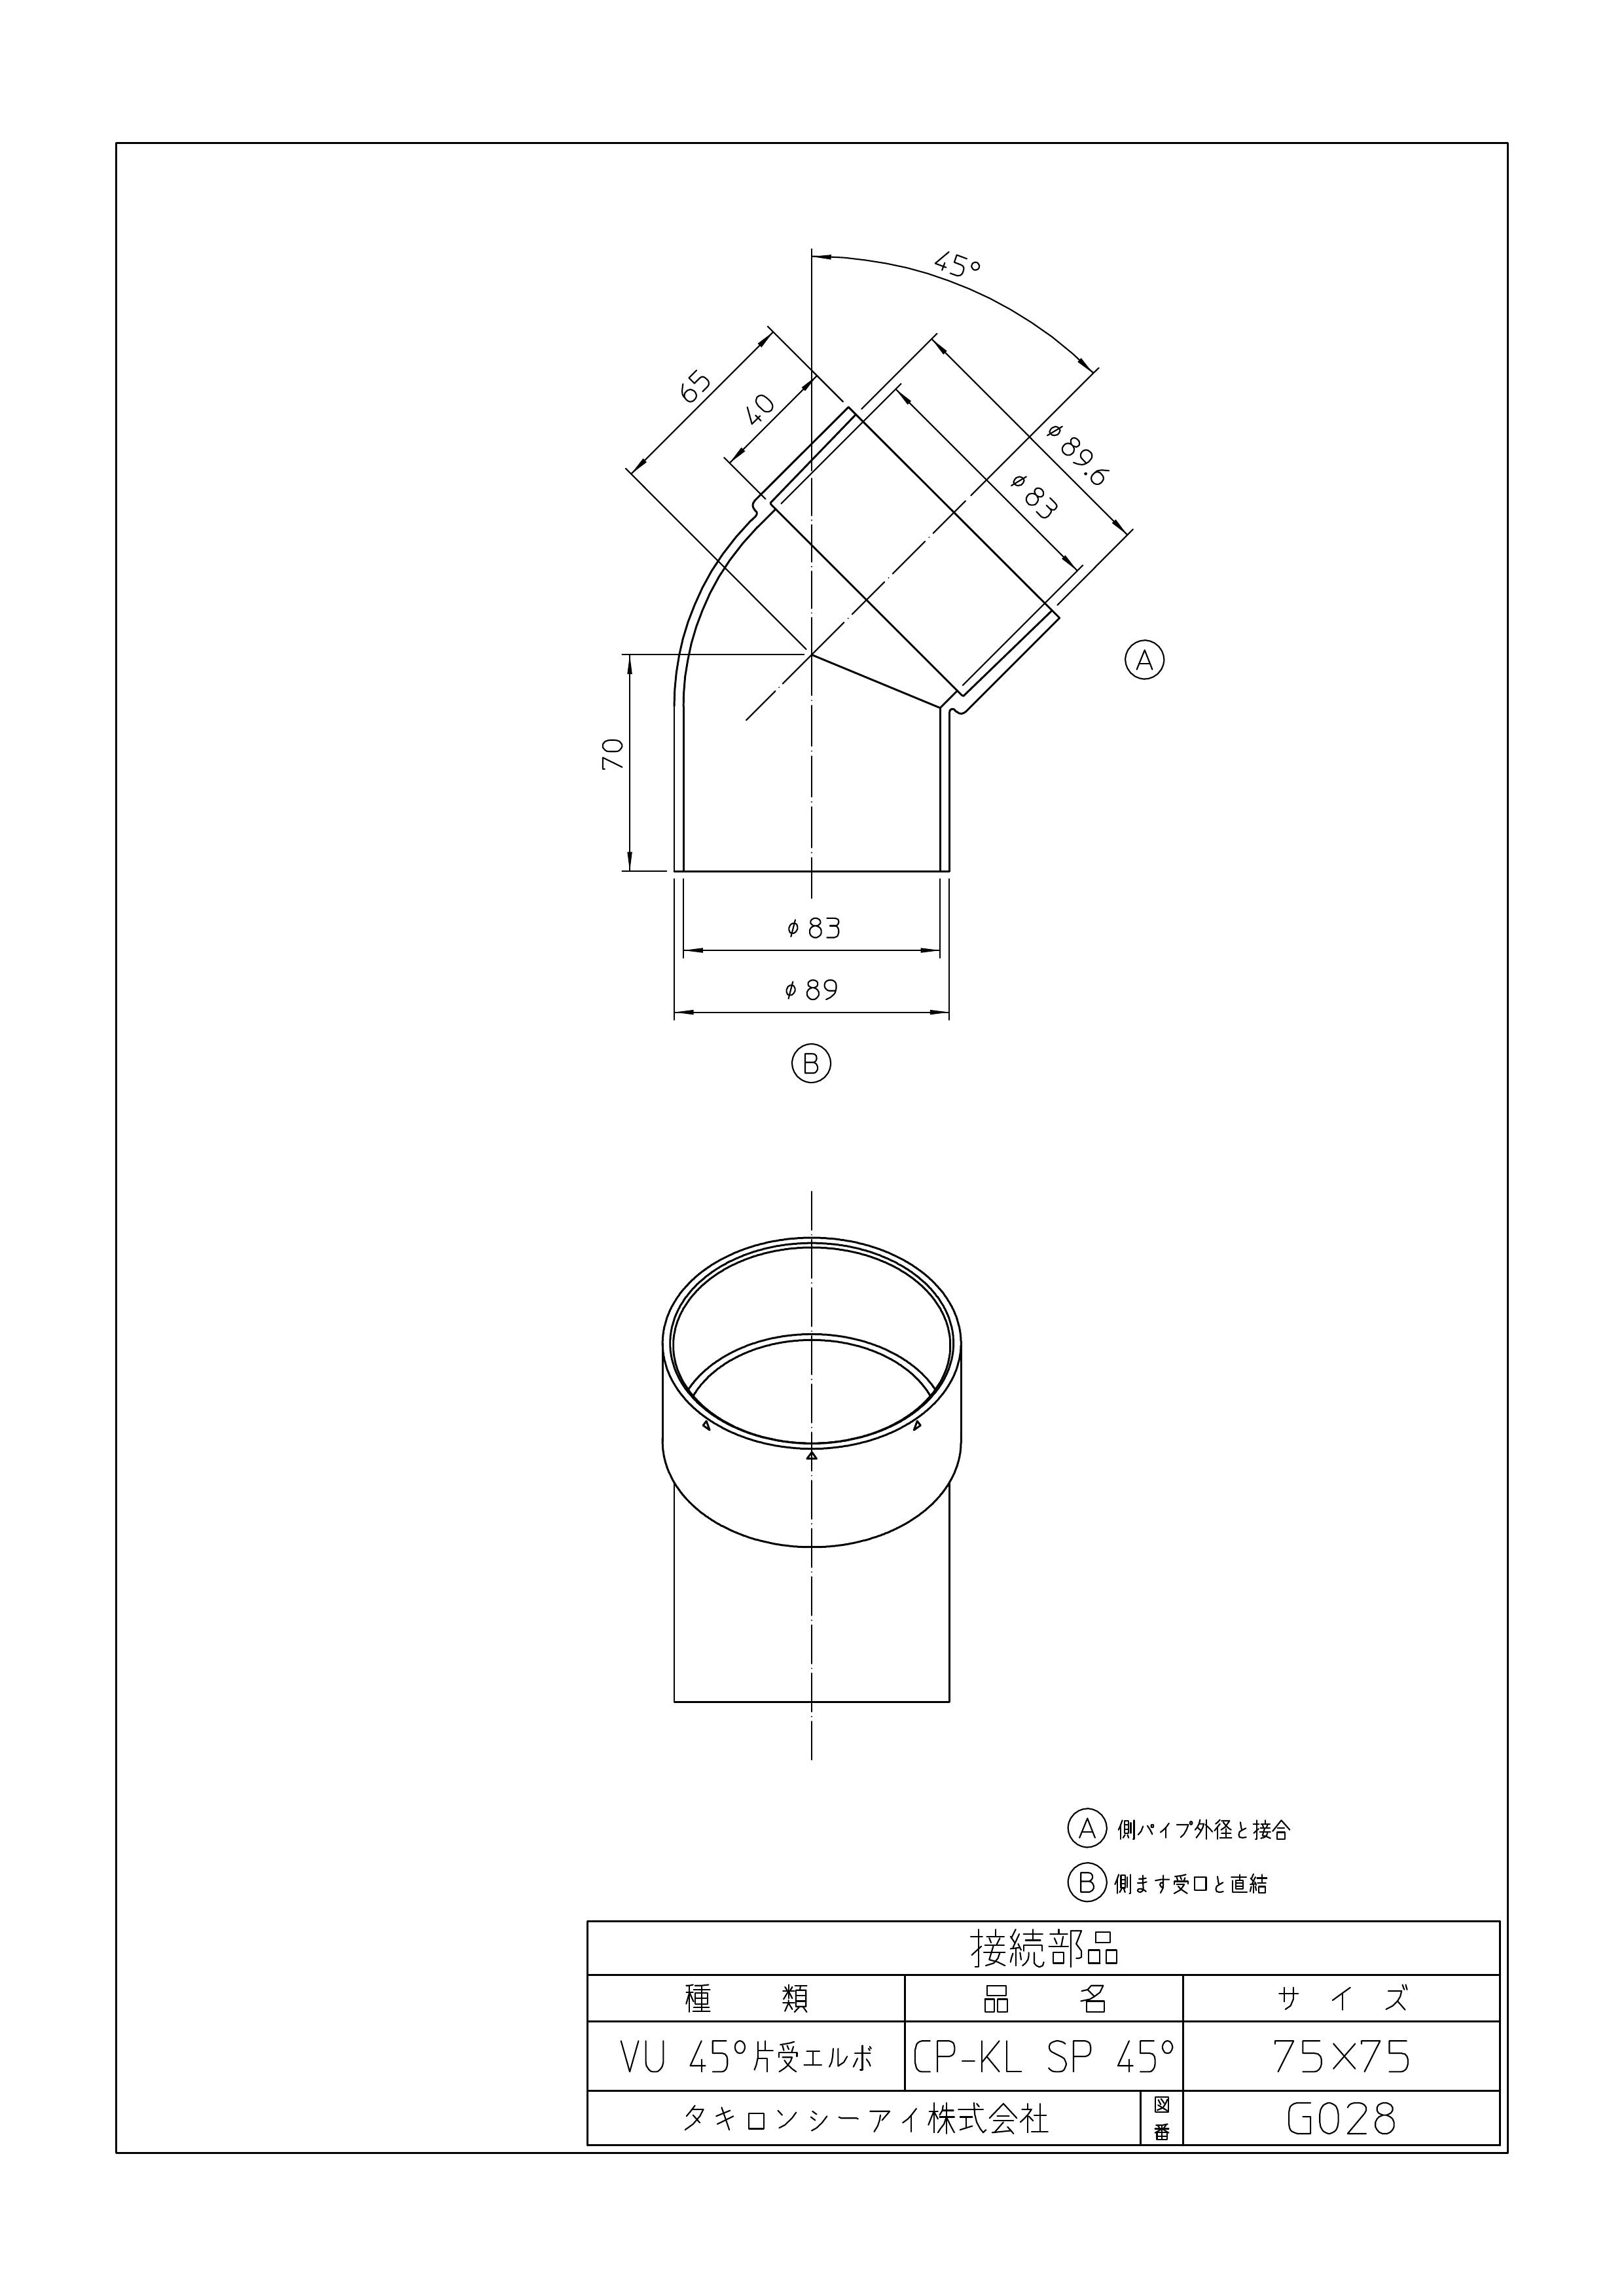 45°
65
40
φ89.6
φ83
Ⓐ
70
φ83
φ89
Ⓑ
Ⓐ 側パイプ外径と接合
Ⓑ 側ます受口と直結
接続部品
種 類 品 名 サ イ ズ
VU 45°片受エルボ CP-KL SP 45° 75×75
タキロンシーアイ株式会社 図番 G028